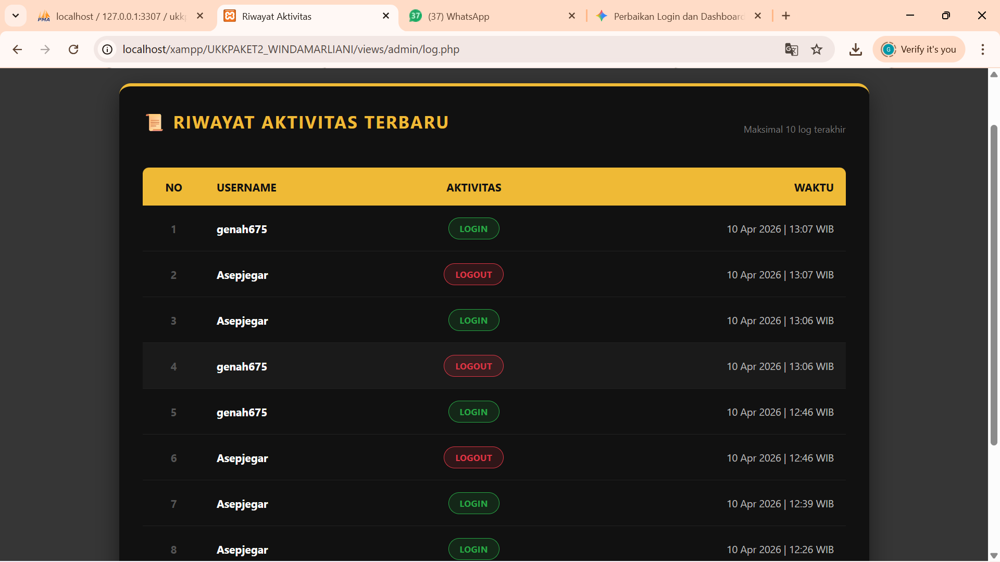 PMA localhost / 127.0.0.1:3307 / ukkp
Riwayat Aktivitas
37 (37) WhatsApp
Perbaikan Login dan Dashboard
localhost/xampp/UKKPAKET2_WINDAMARLIANI/views/admin/log.php
G Verify it's you
RIWAYAT AKTIVITAS TERBARU
Maksimal 10 log terakhir
NO USERNAME AKTIVITAS WAKTU
1 genah675 LOGIN 10 Apr 2026 | 13:07 WIB
2 Asepjegar LOGOUT 10 Apr 2026 | 13:07 WIB
3 Asepjegar LOGIN 10 Apr 2026 | 13:06 WIB
4 genah675 LOGOUT 10 Apr 2026 | 13:06 WIB
5 genah675 LOGIN 10 Apr 2026 | 12:46 WIB
6 Asepjegar LOGOUT 10 Apr 2026 | 12:46 WIB
7 Asepjegar LOGIN 10 Apr 2026 | 12:39 WIB
8 Asepjegar LOGIN 10 Apr 2026 | 12:26 WIB